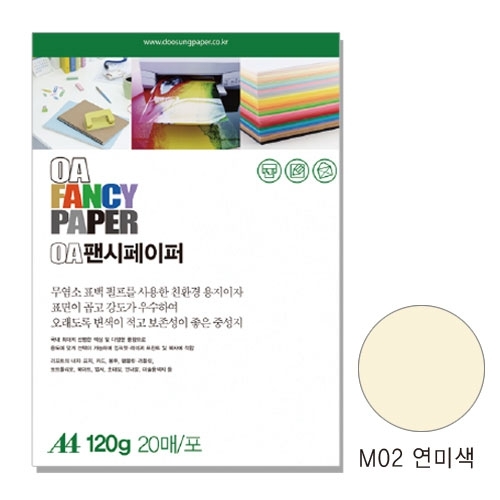 www.doosungpaper.co.kr
OA
FANCY
PAPER
OA팬시페이퍼
무염소 표백 펄프를 사용한 친환경 용지이자
표면이 곱고 강도가 우수하여
오래도록 변색이 적고 보존성이 좋은 중성지
A4 120g 20매/포
M02 연미색